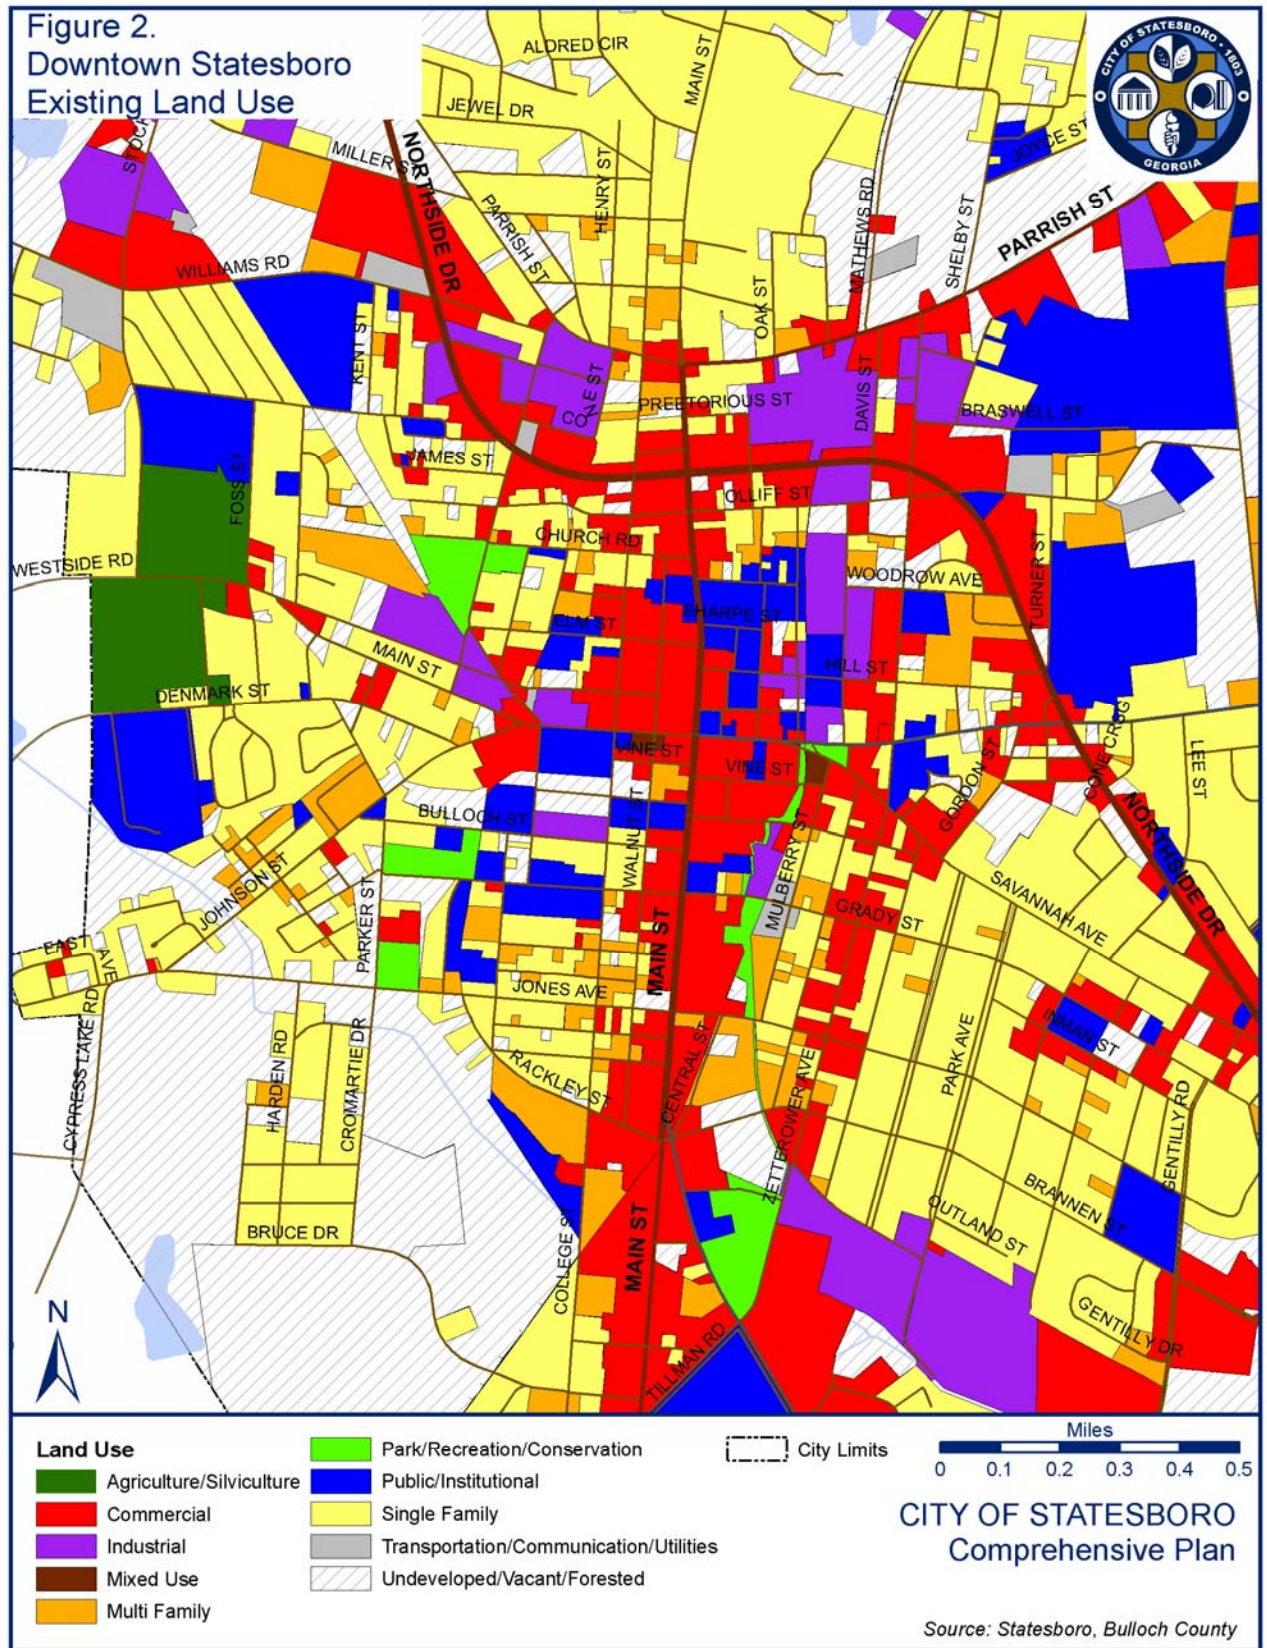 Figure 2.
Downtown Statesboro
Existing Land Use
CITY OF STATESBORO • 1803
GEORGIA
ALDRED CIR
MAIN ST
JEWEL DR
JOYCE ST
MILLER ST
NORTHSIDE DR
HENRY ST
PARRISH ST
MATHEWS RD
SHELBY ST
PARRISH ST
WILLIAMS RD
OAK ST
KENT ST
CONE ST
PREETORIOUS ST
DAVIS ST
BRASWELL ST
JAMES ST
FOSS ST
OLLIFF ST
CHURCH RD
WESTSIDE RD
WOODROW AVE
TURNER ST
ELM ST
SHARPE ST
MAIN ST
HILL ST
DENMARK ST
VINE ST
VINE ST
CONE CRSG
LEE ST
GORDON ST
BULLOCH ST
WALNUT ST
MULBERRY ST
NORTHSIDE DR
JOHNSON ST
PARKER ST
SAVANNAH AVE
GRADY ST
EAST AVE
MAIN ST
JONES AVE
CYPRESS LAKE RD
HARDEN RD
CROMARTIE DR
RACKLEY ST
CENTRAL ST
ZETTEROWER AVE
PARK AVE
INMAN ST
GENTILLY RD
BRANNEN ST
OUTLAND ST
BRUCE DR
COLLEGE ST
MAIN ST
TILLMAN RD
GENTILLY DR
N
Land Use
Agriculture/Silviculture
Commercial
Industrial
Mixed Use
Multi Family
Park/Recreation/Conservation
Public/Institutional
Single Family
Transportation/Communication/Utilities
Undeveloped/Vacant/Forested
City Limits
Miles
0 0.1 0.2 0.3 0.4 0.5
CITY OF STATESBORO
Comprehensive Plan
Source: Statesboro, Bulloch County